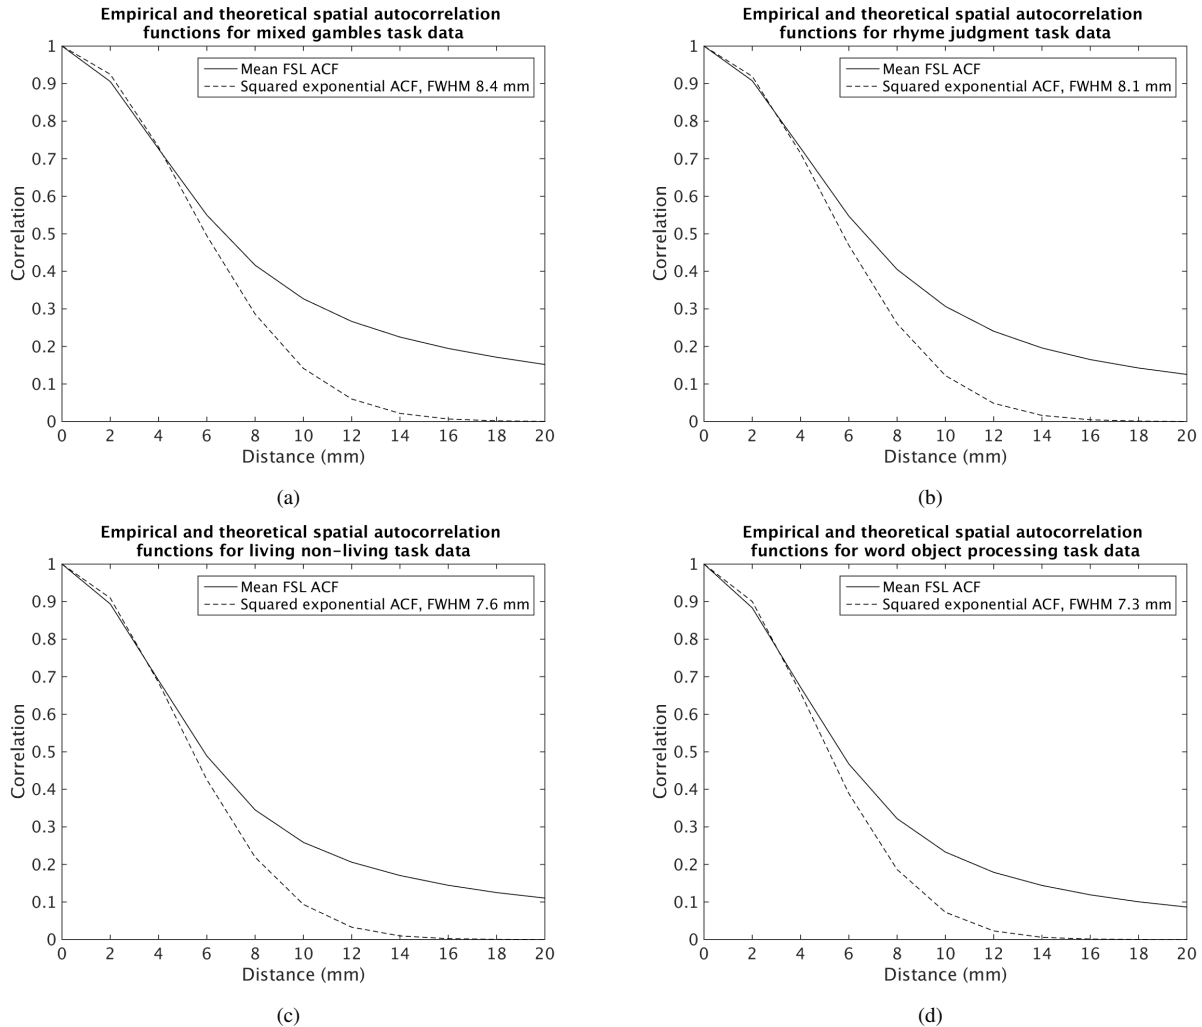 Empirical and theoretical spatial autocorrelation
functions for mixed gambles task data
Mean FSL ACF
Squared exponential ACF, FWHM 8.4 mm
1
0.9
0.8
0.7
0.6
0.5
0.4
0.3
0.2
0.1
0
Correlation
0 2 4 6 8 10 12 14 16 18 20
Distance (mm)
(a)
Empirical and theoretical spatial autocorrelation
functions for rhyme judgment task data
Mean FSL ACF
Squared exponential ACF, FWHM 8.1 mm
1
0.9
0.8
0.7
0.6
0.5
0.4
0.3
0.2
0.1
0
Correlation
0 2 4 6 8 10 12 14 16 18 20
Distance (mm)
(b)
Empirical and theoretical spatial autocorrelation
functions for living non-living task data
Mean FSL ACF
Squared exponential ACF, FWHM 7.6 mm
1
0.9
0.8
0.7
0.6
0.5
0.4
0.3
0.2
0.1
0
Correlation
0 2 4 6 8 10 12 14 16 18 20
Distance (mm)
(c)
Empirical and theoretical spatial autocorrelation
functions for word object processing task data
Mean FSL ACF
Squared exponential ACF, FWHM 7.3 mm
1
0.9
0.8
0.7
0.6
0.5
0.4
0.3
0.2
0.1
0
Correlation
0 2 4 6 8 10 12 14 16 18 20
Distance (mm)
(d)